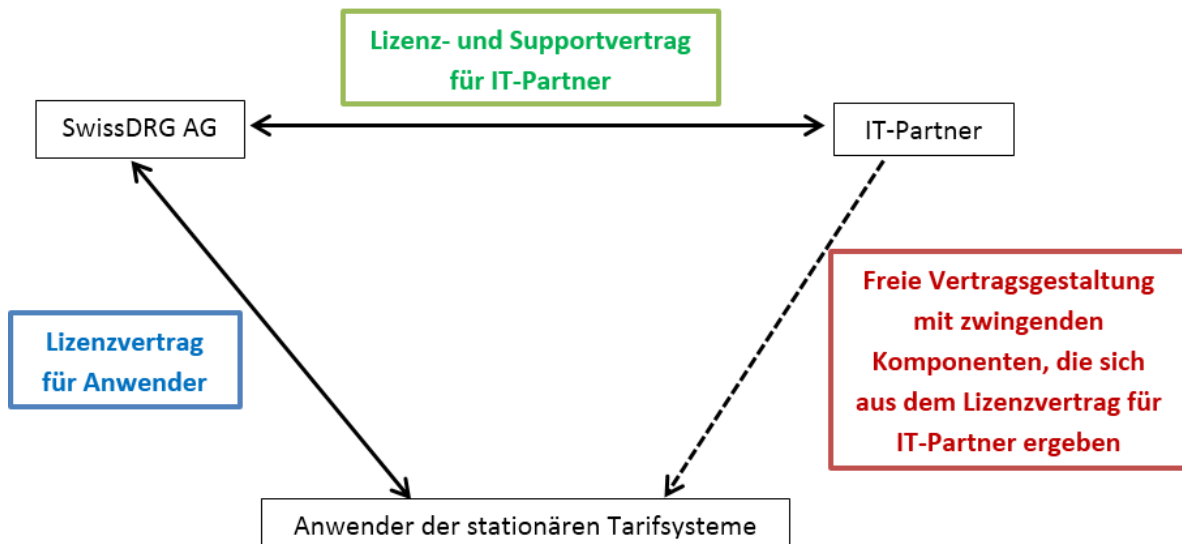 Lizenz- und Supportvertrag
für IT-Partner
SwissDRG AG
IT-Partner
Freie Vertragsgestaltung
mit zwingenden
Komponenten, die sich
aus dem Lizenzvertrag für
IT-Partner ergeben
Lizenzvertrag
für Anwender
Anwender der stationären Tarifsysteme